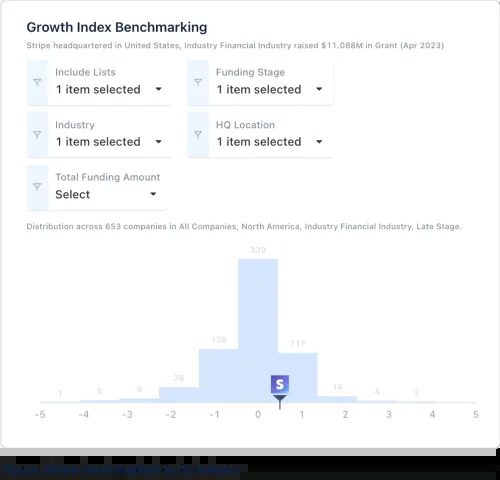 Growth Index Benchmarking
Stripe headquartered in United States, Industry Financial Industry raised $11.088M in Grant (Apr 2023)
Include Lists
1 item selected
Funding Stage
1 item selected
Industry
1 item selected
HQ Location
1 item selected
Total Funding Amount
Select
Distribution across 653 companies in All Companies, North America, Industry Financial Industry, Late Stage.
339
126 117
36
1 5 9 14 4 2
S
-5 -4 -3 -2 -1 0 1 2 3 4 5